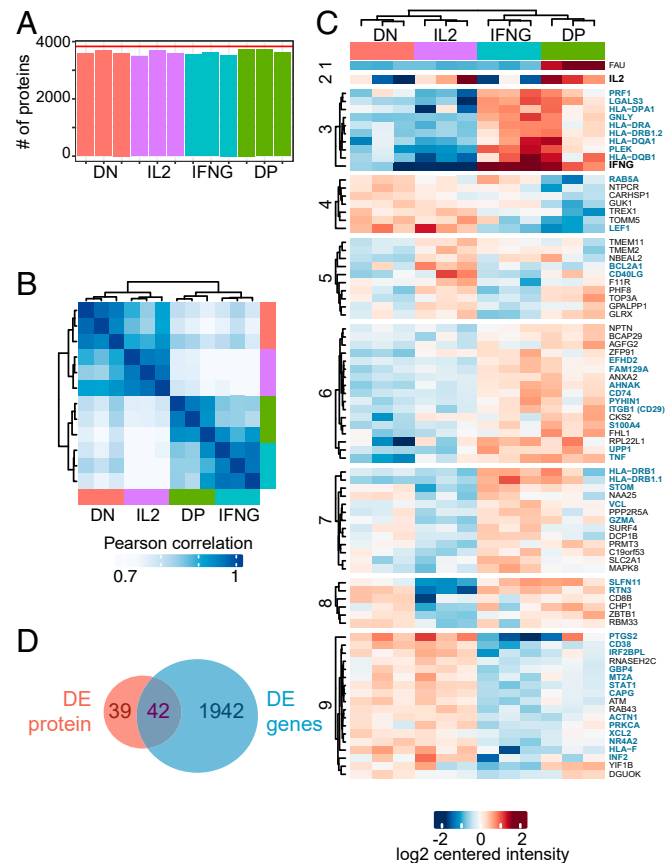 A
4000
2000
0
# of proteins
DN IL2 IFNG DP
B
DN IL2 DP IFNG
Pearson correlation
0.7 1
D
DE protein
39
42
1942
DE genes
C
DN IL2 IFNG DP
1
FAU
2
IL2
3
PRF1
LGALS3
HLA−DPA1
GNLY
HLA−DRA
HLA−DRB1.2
HLA−DQA1
PLEK
HLA−DQB1
IFNG
4
RAB5A
NTPCR
CARHSP1
GUK1
TREX1
TOMM5
LEF1
5
TMEM11
TMEM2
NBEAL2
BCL2A1
CD40LG
F11R
PHF8
TOP3A
GPALPP1
GLRX
6
NPTN
BCAP29
AGFG2
ZFP91
EFHD2
FAM129A
ANXA2
AHNAK
CD74
PYHIN1
ITGB1 (CD29)
CKS2
S100A4
FHL1
RPL22L1
UPP1
TNF
7
HLA−DRB1
HLA−DRB1.1
STOM
NAA25
VCL
PPP2R5A
GZMA
SURF4
DCP1B
PRMT3
C19orf53
SLC2A1
MAPK8
8
SLFN11
RTN3
CD8B
CHP1
ZBTB1
RBM33
9
PTGS2
CD38
IRF2BPL
RNASEH2C
GBP4
MT2A
STAT1
CAPG
ATM
RAB43
ACTN1
PRKCA
XCL2
NR4A2
HLA−F
INF2
YIF1B
DGUOK
-2 0 2
log2 centered intensity